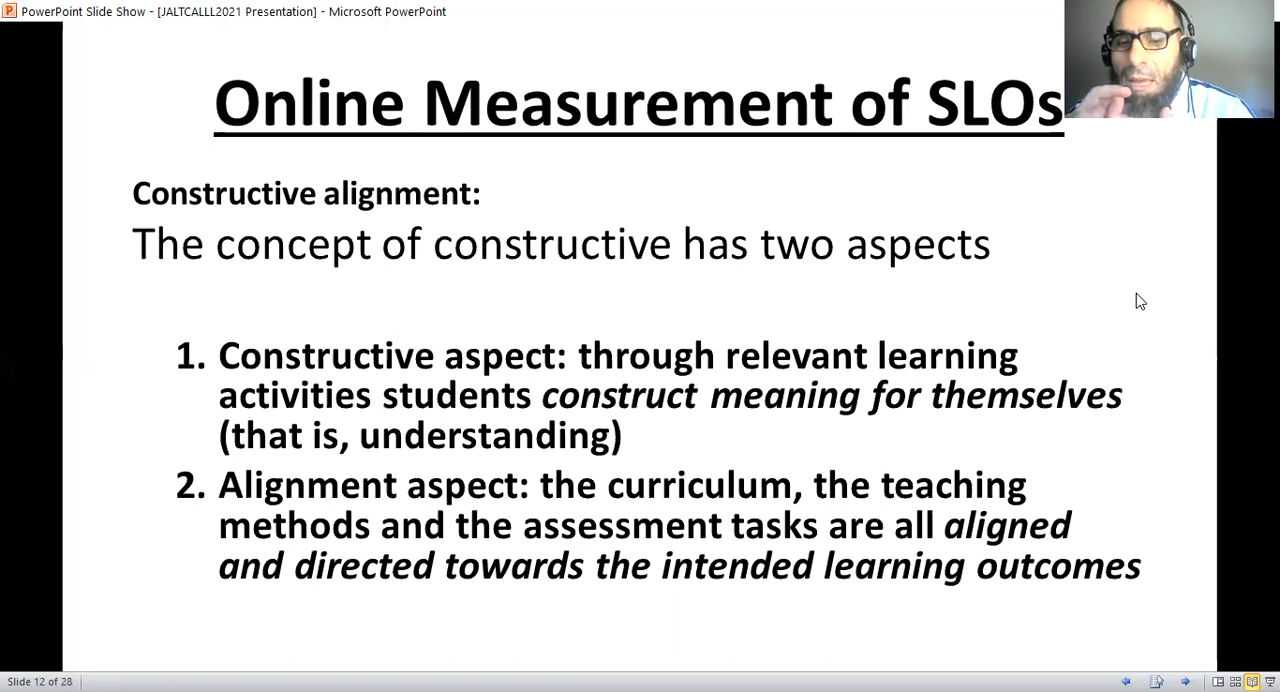 PowerPoint Slide Show - [JALTCALLL2021 Presentation] - Microsoft PowerPoint
Online Measurement of SLOs
Constructive alignment:
The concept of constructive has two aspects
1. Constructive aspect: through relevant learning
activities students construct meaning for themselves
(that is, understanding)
2. Alignment aspect: the curriculum, the teaching
methods and the assessment tasks are all aligned
and directed towards the intended learning outcomes
Slide 12 of 28